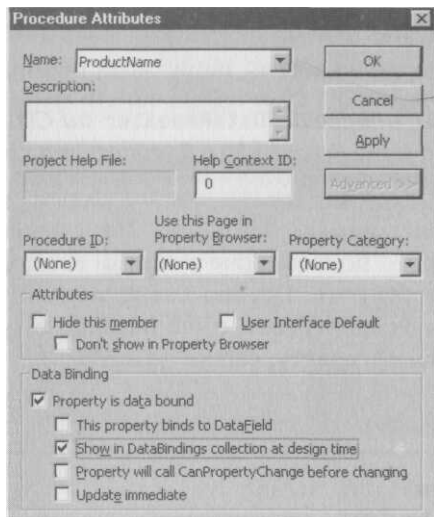 Procedure Attributes
Name: ProductName
OK
Description:
Cancel
Apply
Project Help File:
Help Context ID:
0
Advanced >>
Procedure ID:
Use this Page in
Property Browser:
Property Category:
(None)
(None)
(None)
Attributes
Hide this member
User Interface Default
Don't show in Property Browser
Data Binding
Property is data bound
This property binds to DataField
Show in DataBindings collection at design time
Property will call CanPropertyChange before changing
Update immediate